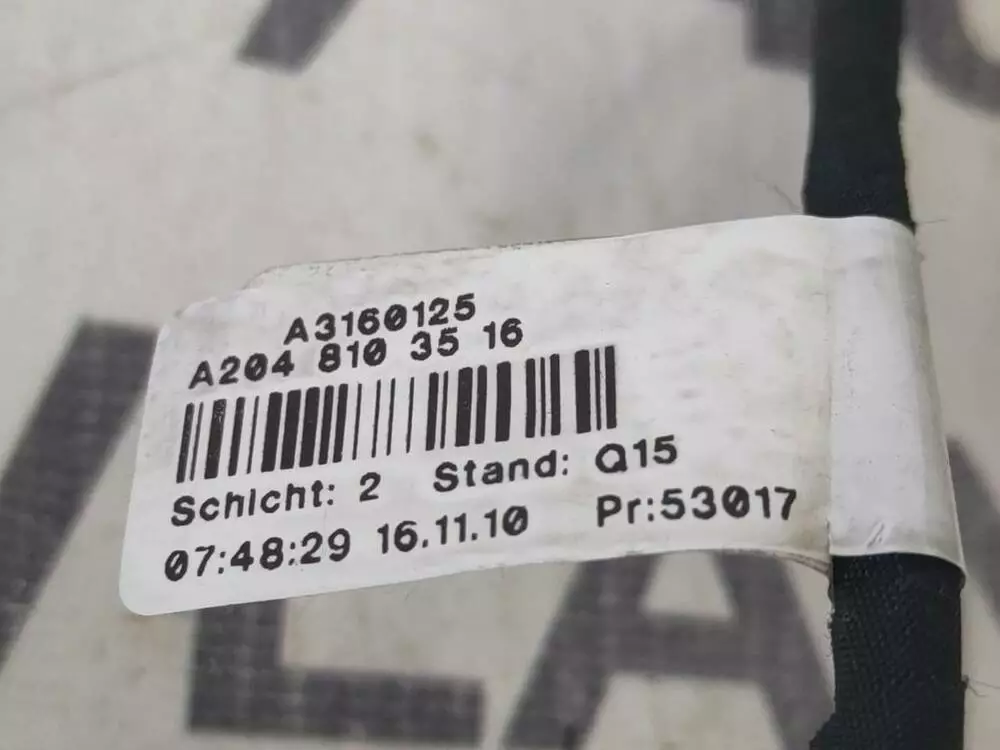 A3160125
A204 810 35 16
Schicht: 2 Stand: Q15
07:48:29 16.11.10 Pr:53017